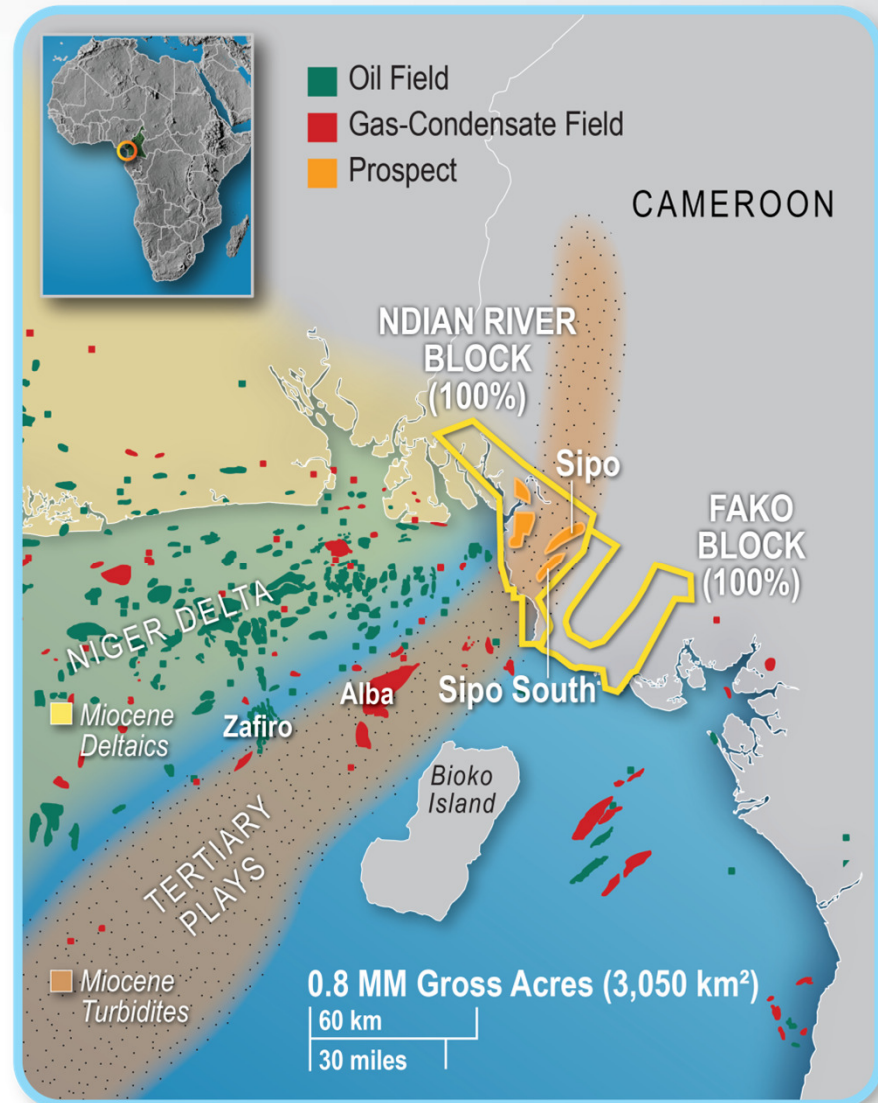 Oil Field
Gas-Condensate Field
Prospect
CAMEROON
NDIAN RIVER
BLOCK
(100%)
Sipo
FAKO
BLOCK
(100%)
NIGER DELTA
Alba
Sipo South
Miocene
Deltaics
Zafiro
Bioko
Island
TERTIARY
PLAYS
Miocene
Turbidites
0.8 MM Gross Acres (3,050 km²)
60 km
30 miles